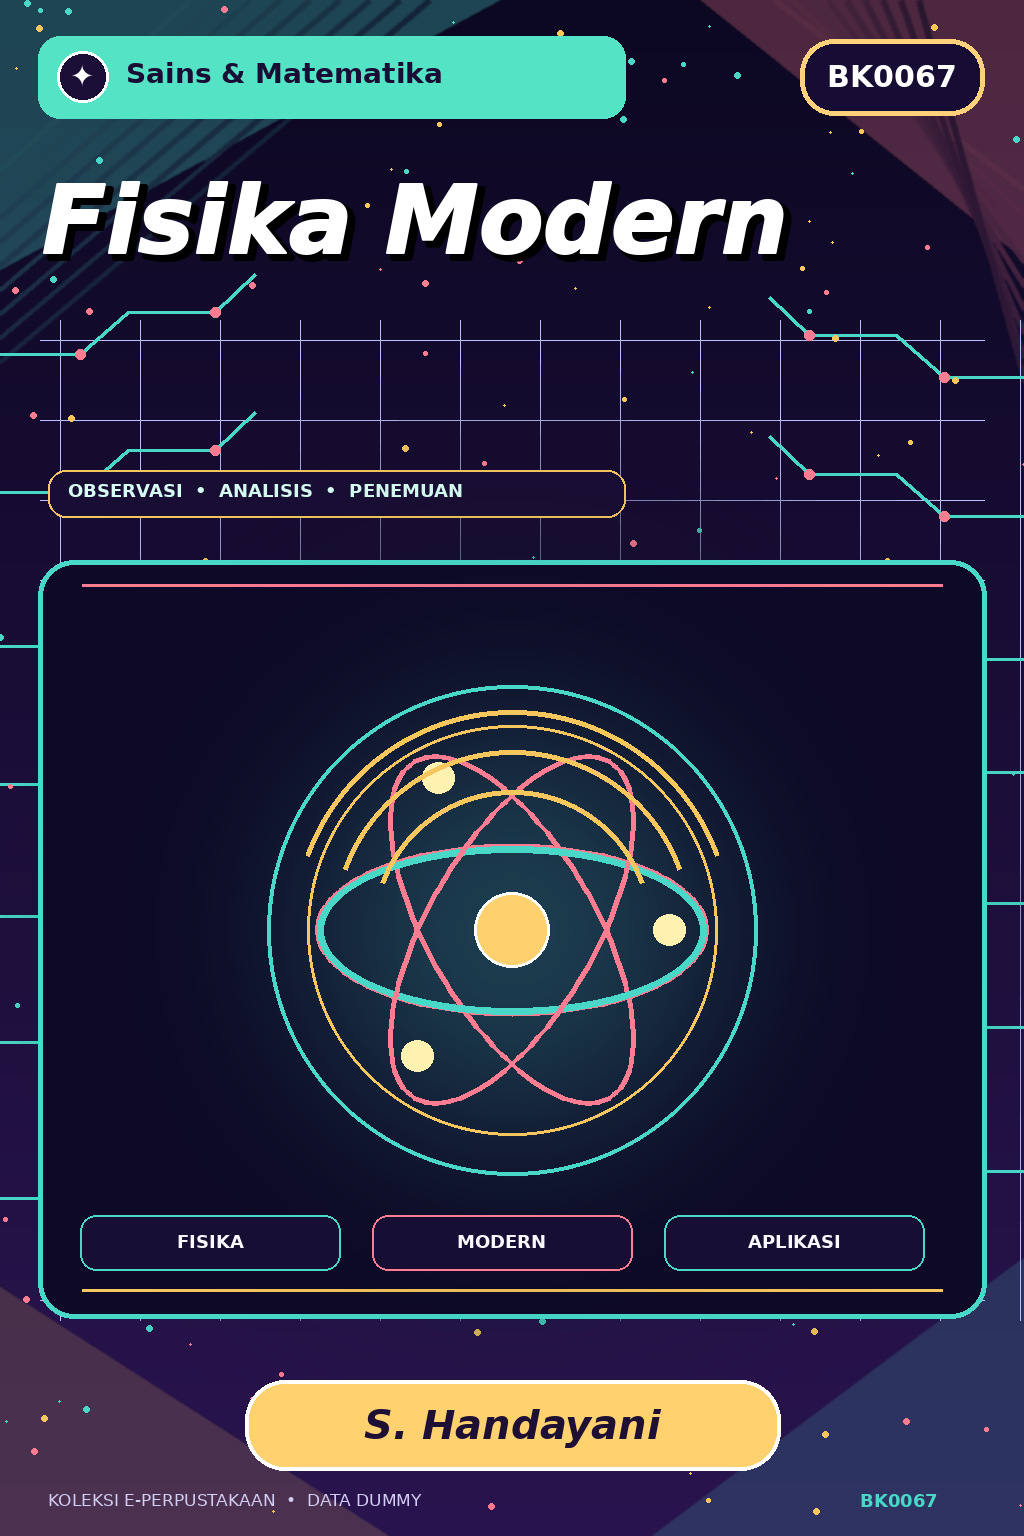 Sains & Matematika
BK0067
Fisika Modern
OBSERVASI • ANALISIS • PENEMUAN
FISIKA
MODERN
APLIKASI
S. Handayani
KOLEKSI E-PERPUSTAKAAN • DATA DUMMY
BK0067